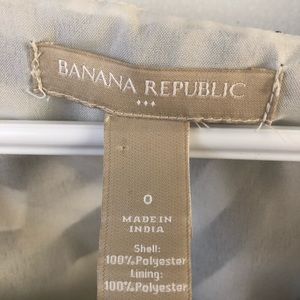 BANANA REPUBLIC
0
MADE IN
INDIA
Shell:
100%Polyester
Lining:
100%Polyester